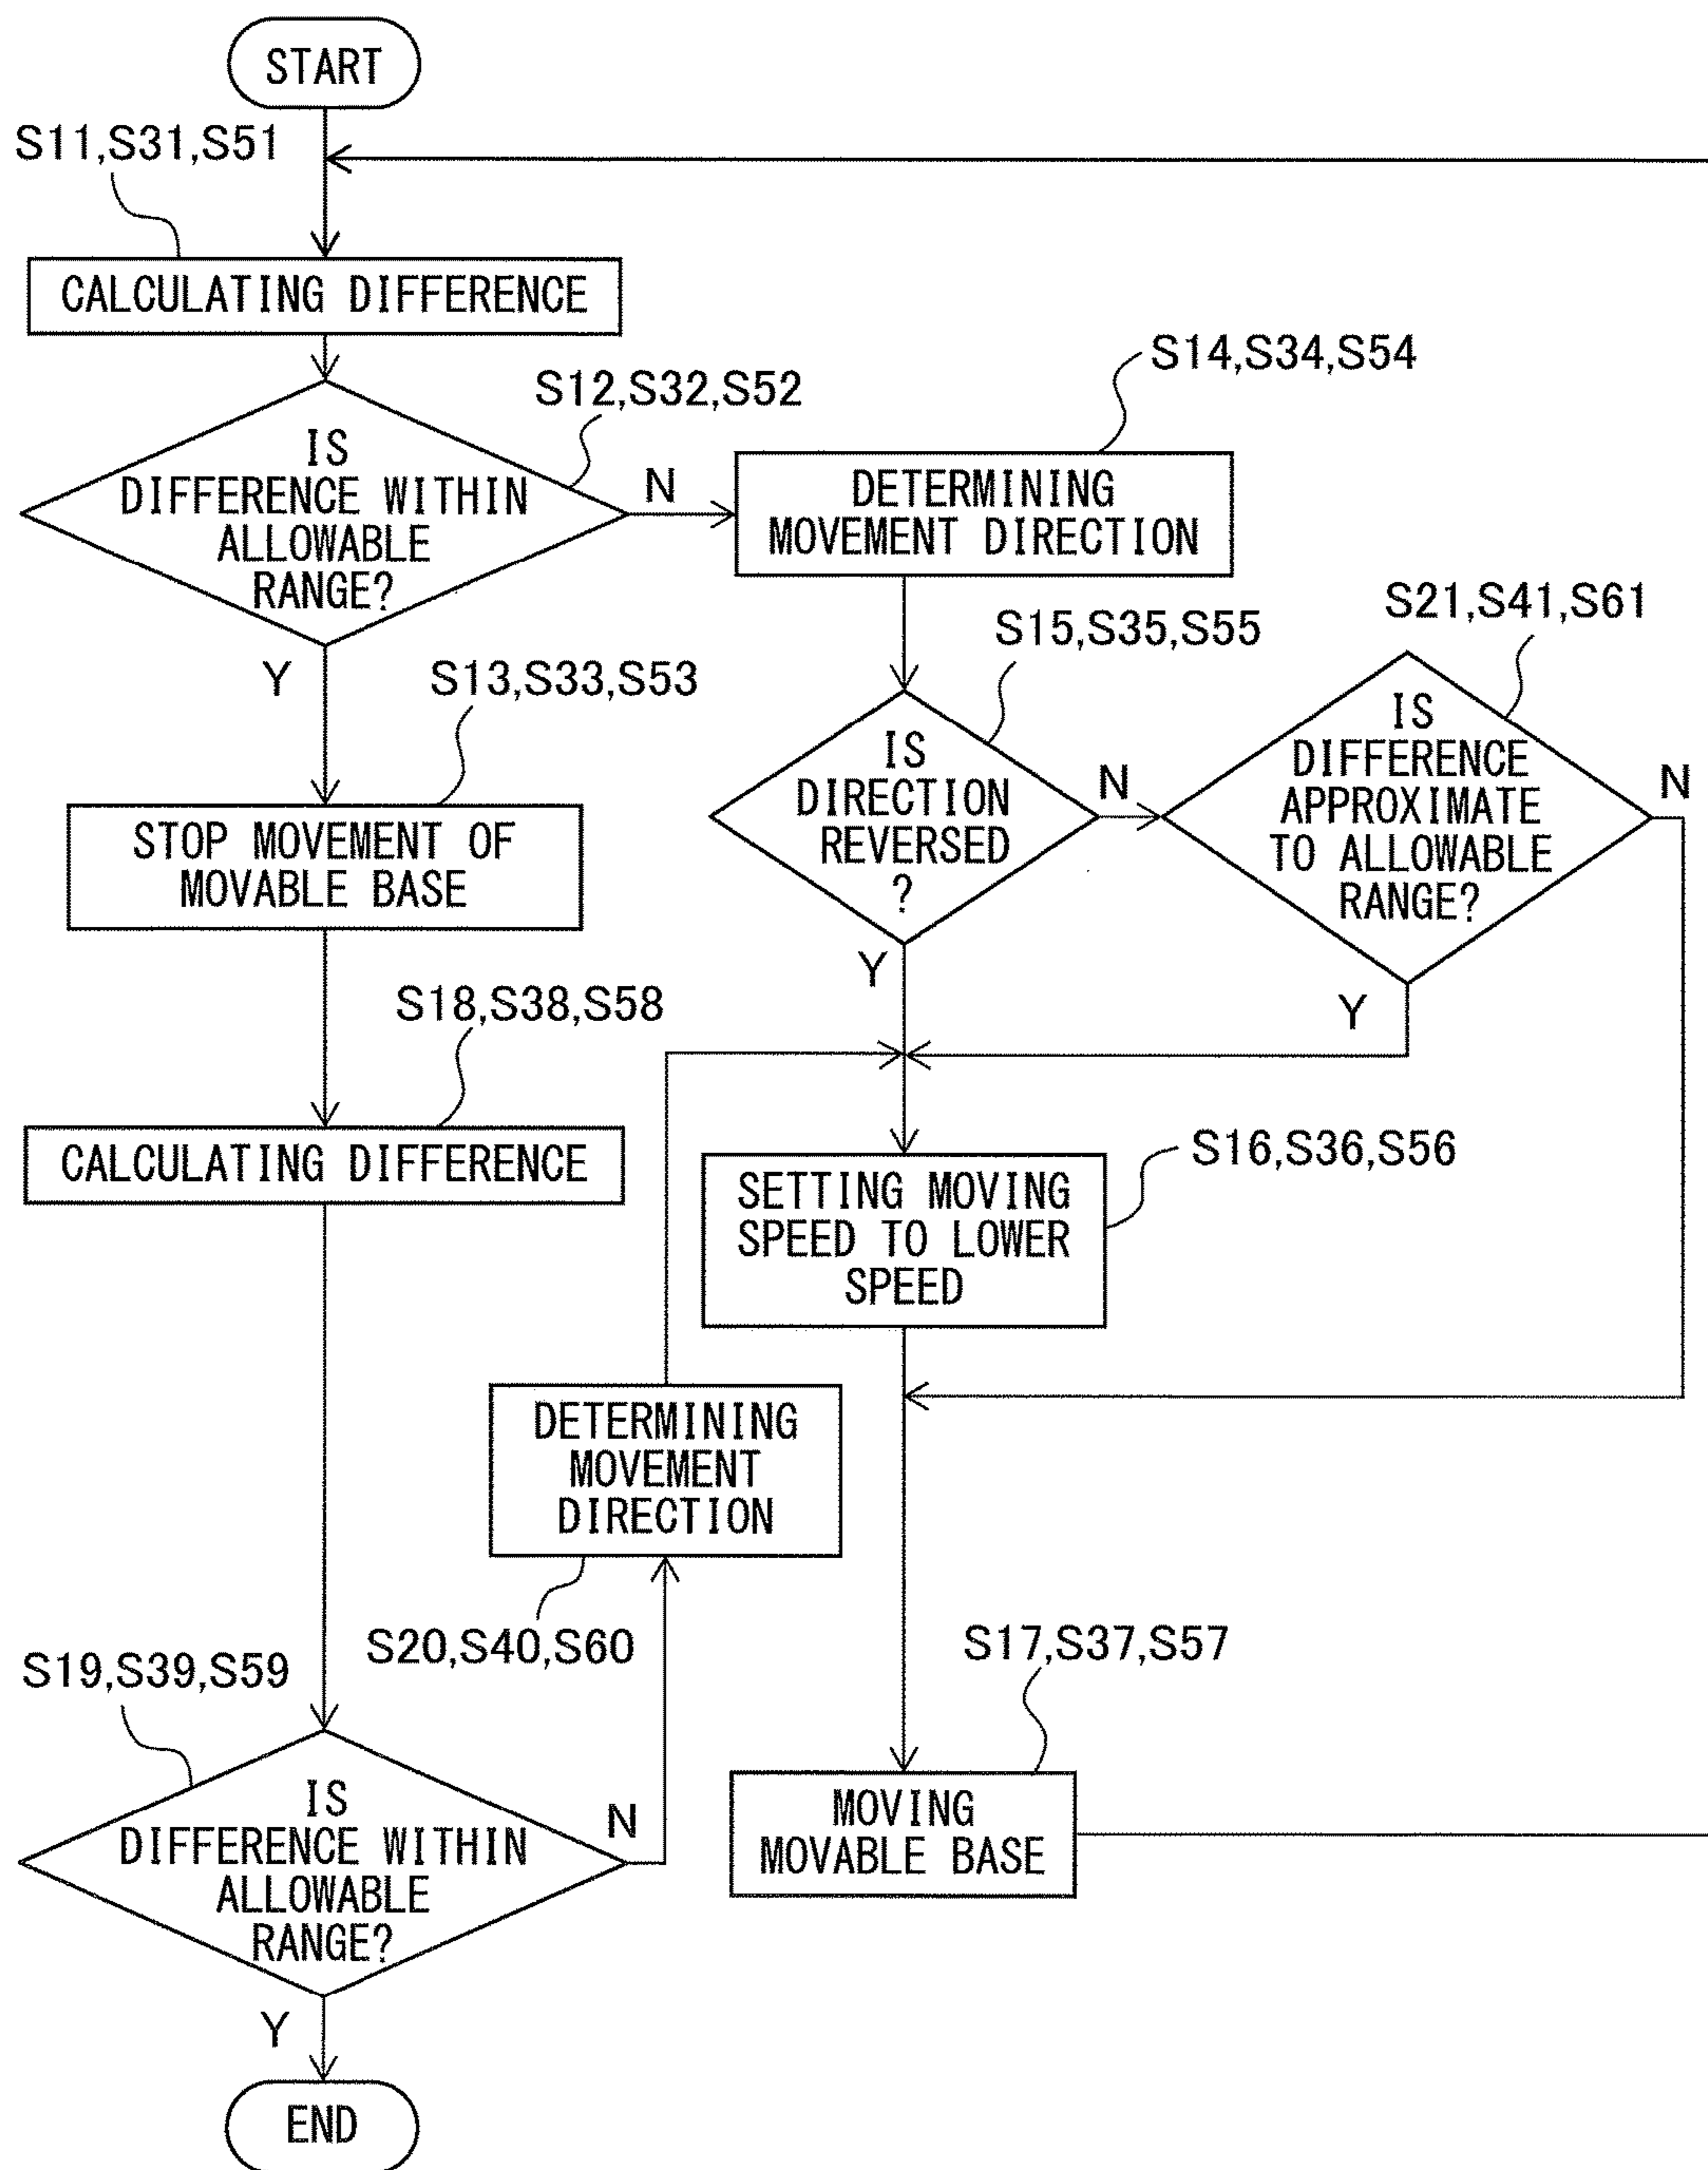 START
S11,S31,S51
CALCULATING DIFFERENCE
S12,S32,S52
IS
DIFFERENCE WITHIN
ALLOWABLE
RANGE?
N
Y
S14,S34,S54
DETERMINING
MOVEMENT DIRECTION
S15,S35,S55
IS
DIRECTION
REVERSED
?
N
Y
S21,S41,S61
IS
DIFFERENCE
APPROXIMATE
TO ALLOWABLE
RANGE?
N
Y
S13,S33,S53
STOP MOVEMENT OF
MOVABLE BASE
S18,S38,S58
CALCULATING DIFFERENCE
S16,S36,S56
SETTING MOVING
SPEED TO LOWER
SPEED
DETERMINING
MOVEMENT
DIRECTION
S20,S40,S60
S19,S39,S59
IS
DIFFERENCE WITHIN
ALLOWABLE
RANGE?
N
Y
S17,S37,S57
MOVING
MOVABLE BASE
END